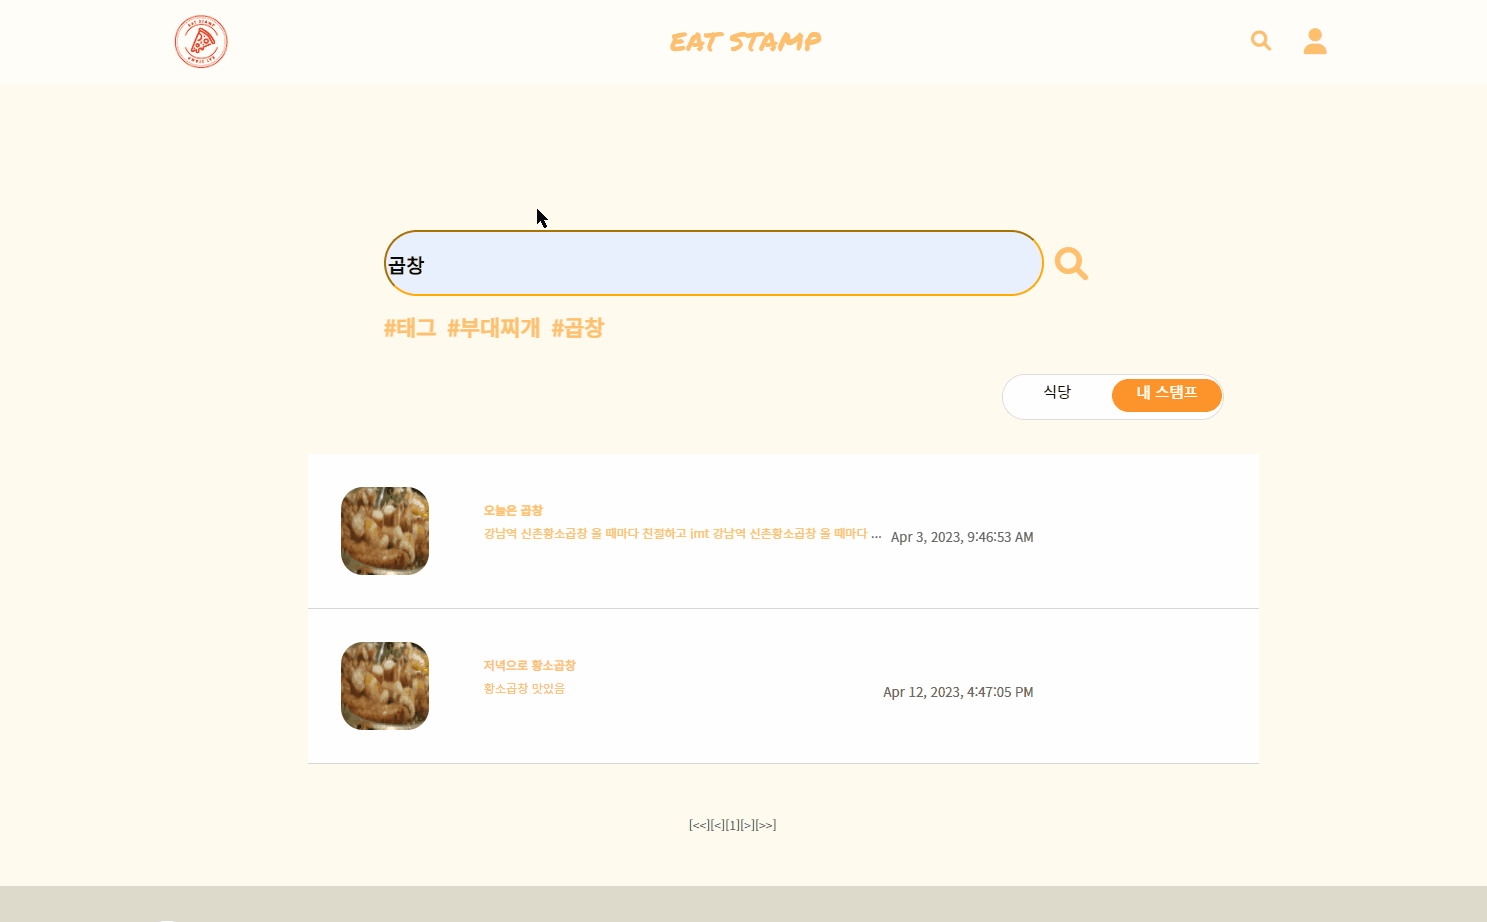 EAT STAMP
EAT STAMP
곱창
#태그 #부대찌개 #곱창
식당
내 스탬프
오늘은 곱창
강남역 신촌황소곱창 올 때마다 친절하고 jmt 강남역 신촌황소곱창 올 때마다 ... Apr 3, 2023, 9:46:53 AM
저녁으로 황소곱창
황소곱창 맛있음
Apr 12, 2023, 4:47:05 PM
[<<][<][1][>][>>]